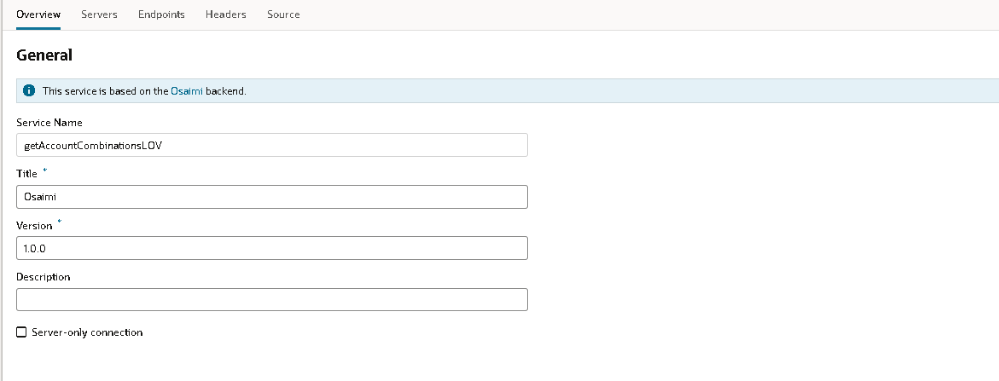 Overview Servers Endpoints Headers Source
General
This service is based on the Osaimi backend.
Service Name
getAccountCombinationsLOV
Title *
Osaimi
Version *
1.0.0
Description
Server-only connection